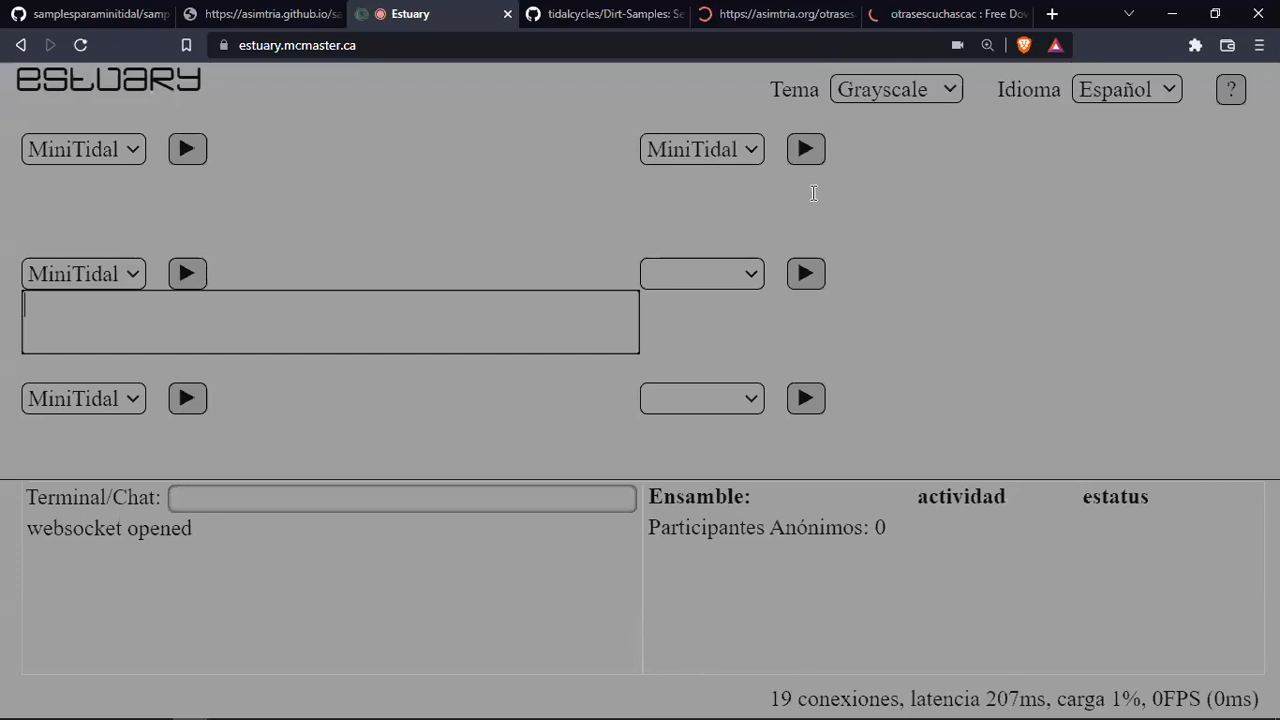 samplesparaminitidal/samp
https://asimtria.github.io/sa
Estuary
tidalcycles/Dirt-Samples: Se
https://asimtria.org/otrases
otrasescuchascac : Free Dov
estuary.mcmaster.ca
ESTUARY
Tema Grayscale Idioma Español ?
MiniTidal MiniTidal
MiniTidal
MiniTidal
Terminal/Chat:
websocket opened
Ensamble: actividad estatus
Participantes Anónimos: 0
19 conexiones, latencia 207ms, carga 1%, 0FPS (0ms)